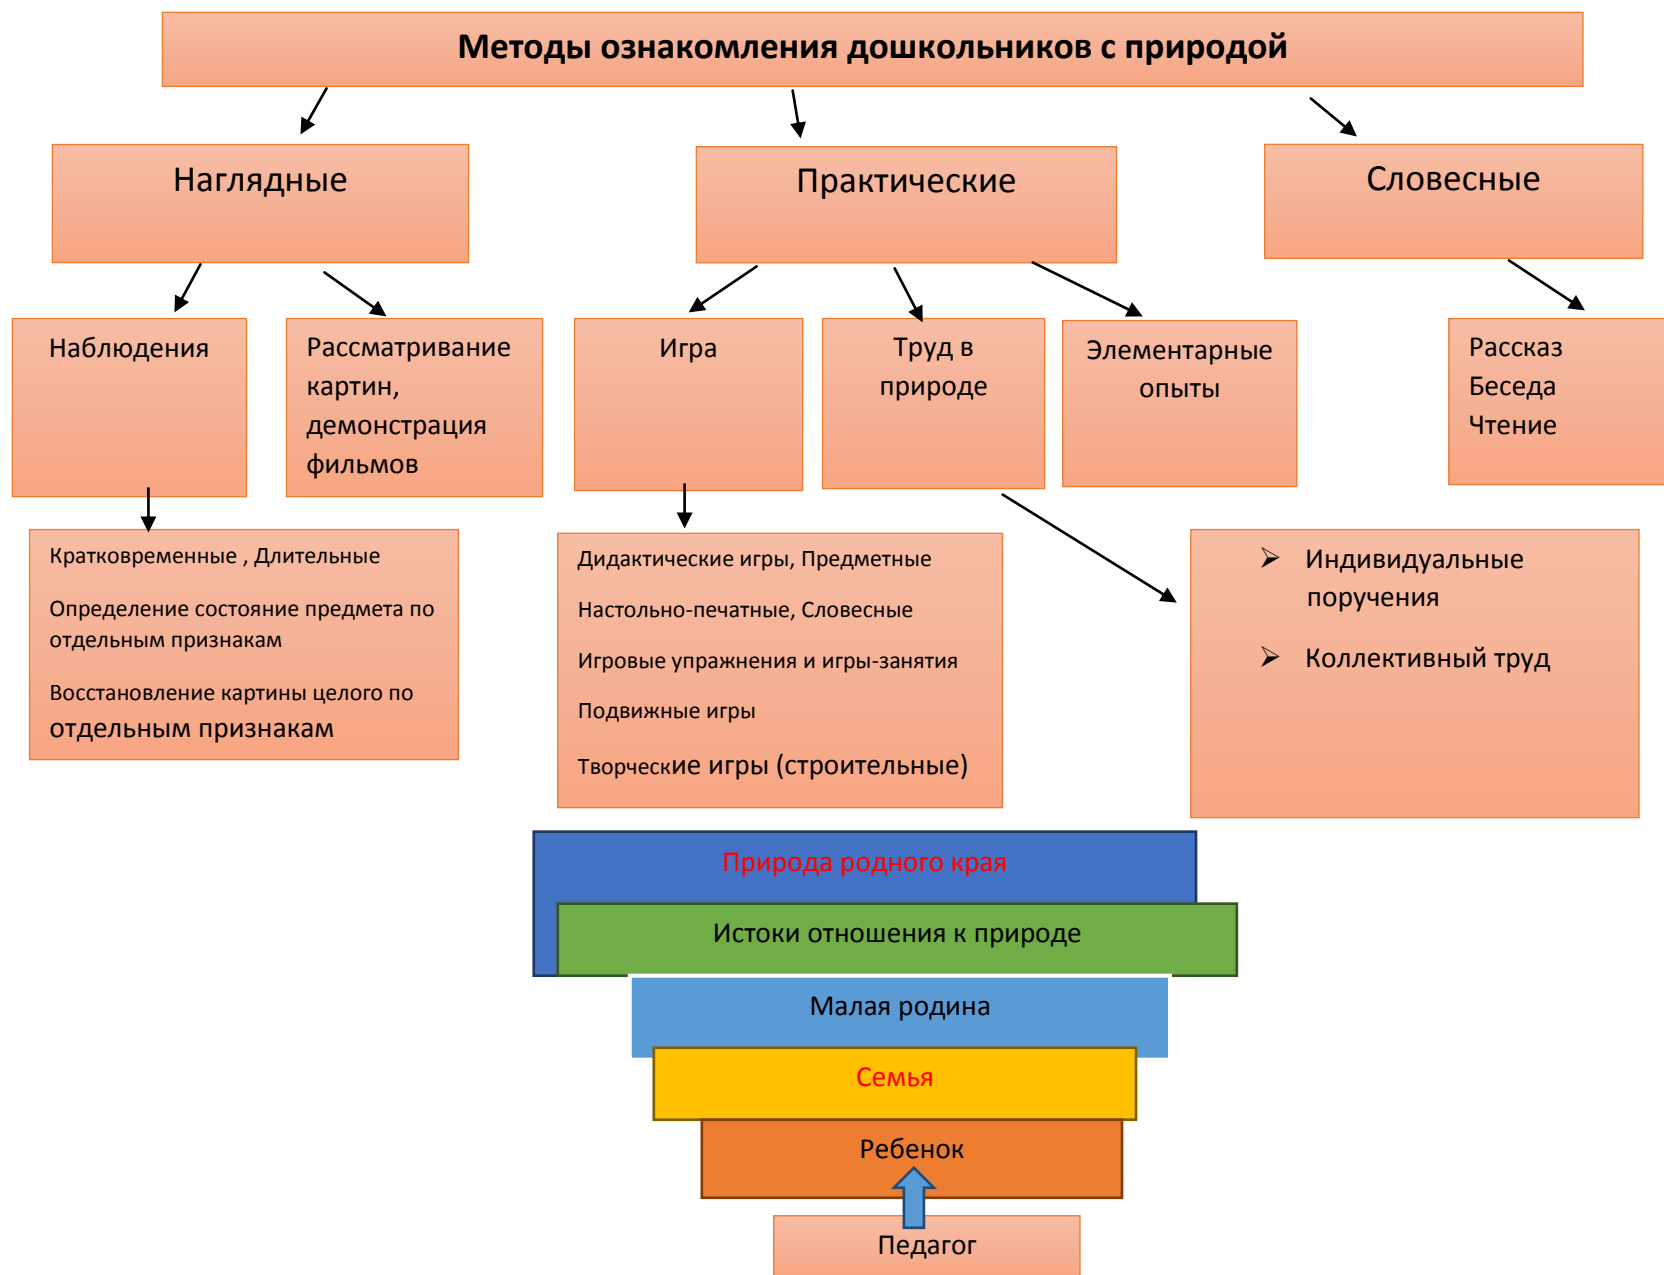 Методы ознакомления дошкольников с природой
Наглядные
Практические
Словесные
Наблюдения
Рассматривание
картин,
демонстрация
фильмов
Игра
Труд в
природе
Элементарные
опыты
Рассказ
Беседа
Чтение
Кратковременные , Длительные
Определение состояние предмета по
отдельным признакам
Восстановление картины целого по
отдельным признакам
Дидактические игры, Предметные
Настольно-печатные, Словесные
Игровые упражнения и игры-занятия
Подвижные игры
Творческие игры (строительные)
➢ Индивидуальные
поручения
➢ Коллективный труд
Природа родного края
Истоки отношения к природе
Малая родина
Семья
Ребенок
Педагог